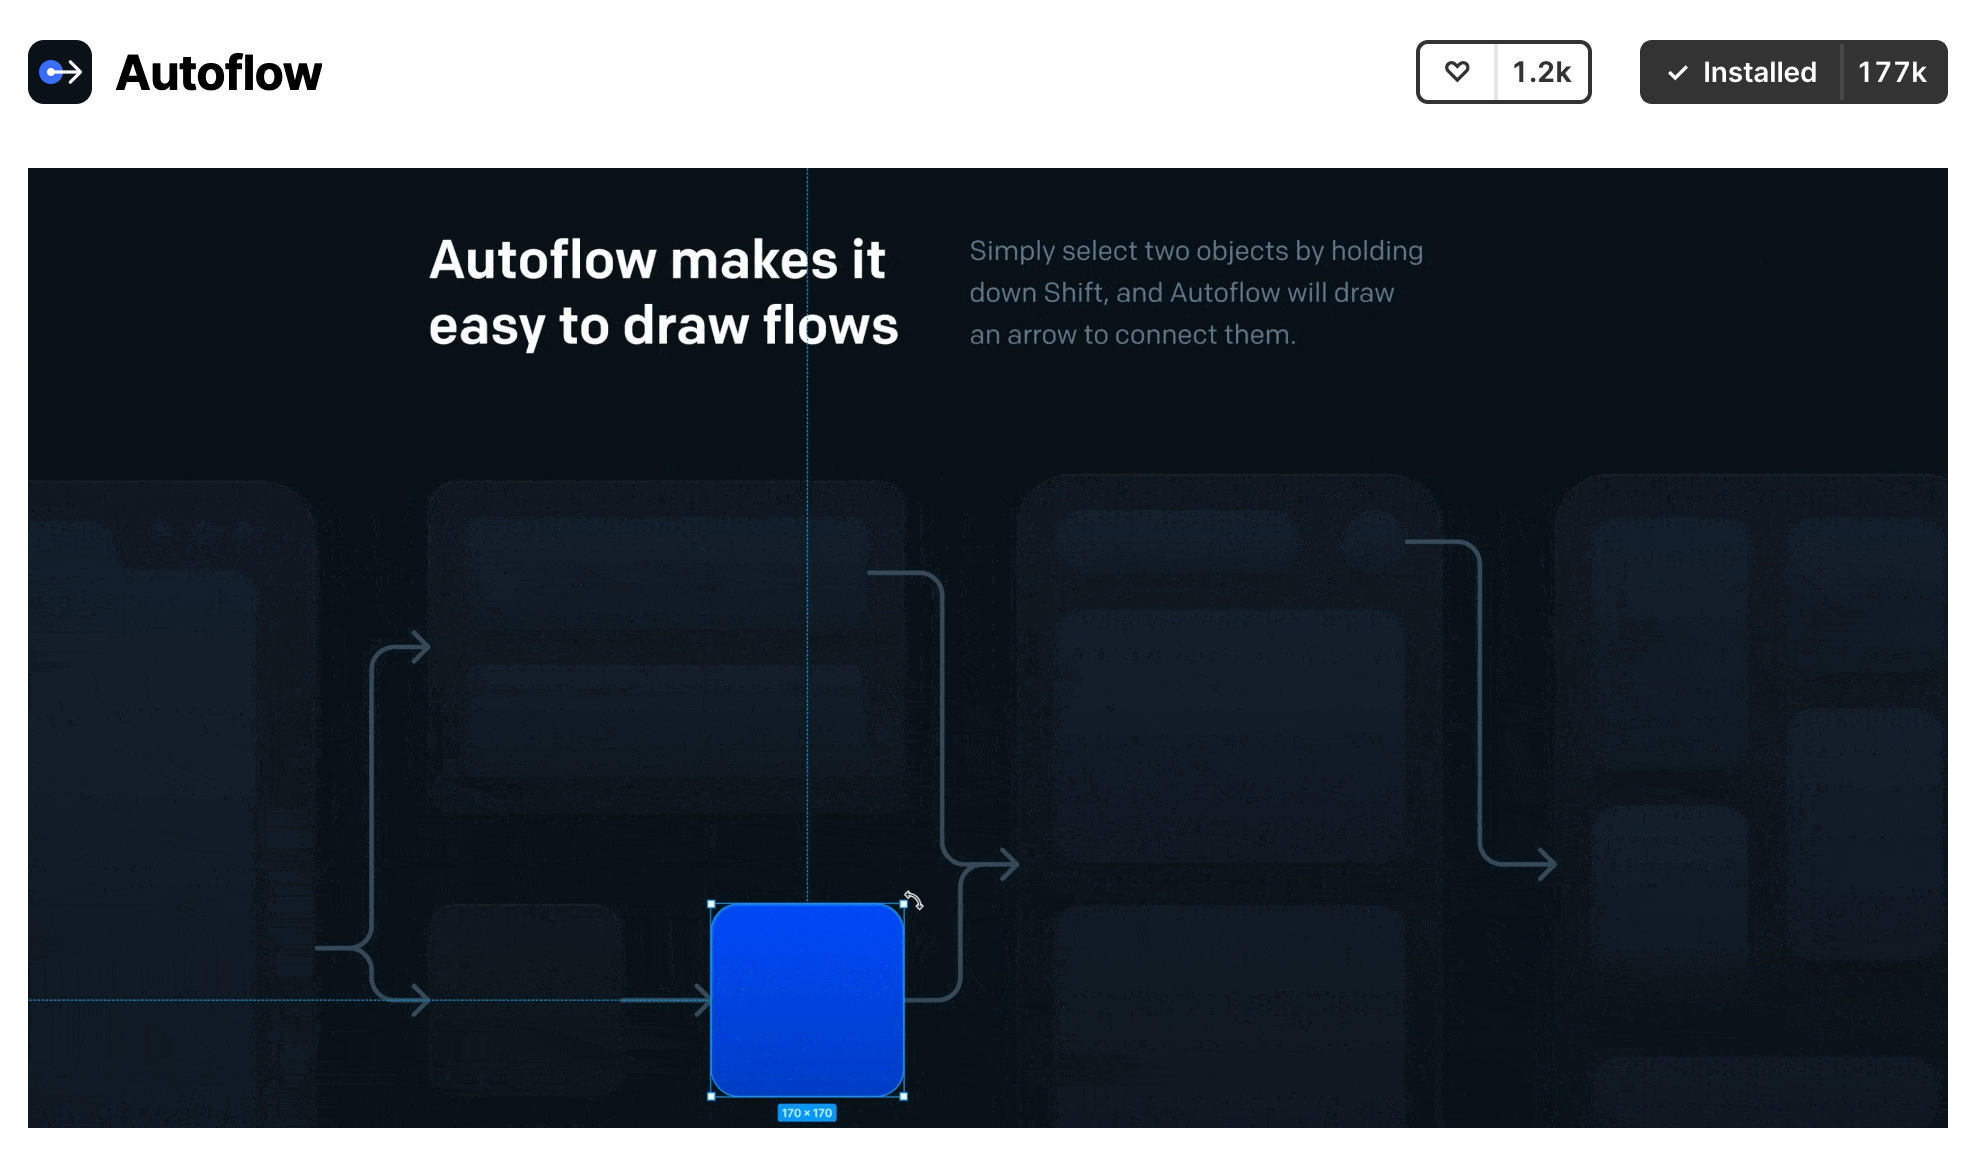 Autoflow
1.2k
Installed
177k
Autoflow makes it
easy to draw flows
Simply select two objects by holding
down Shift, and Autoflow will draw
an arrow to connect them.
170 × 170